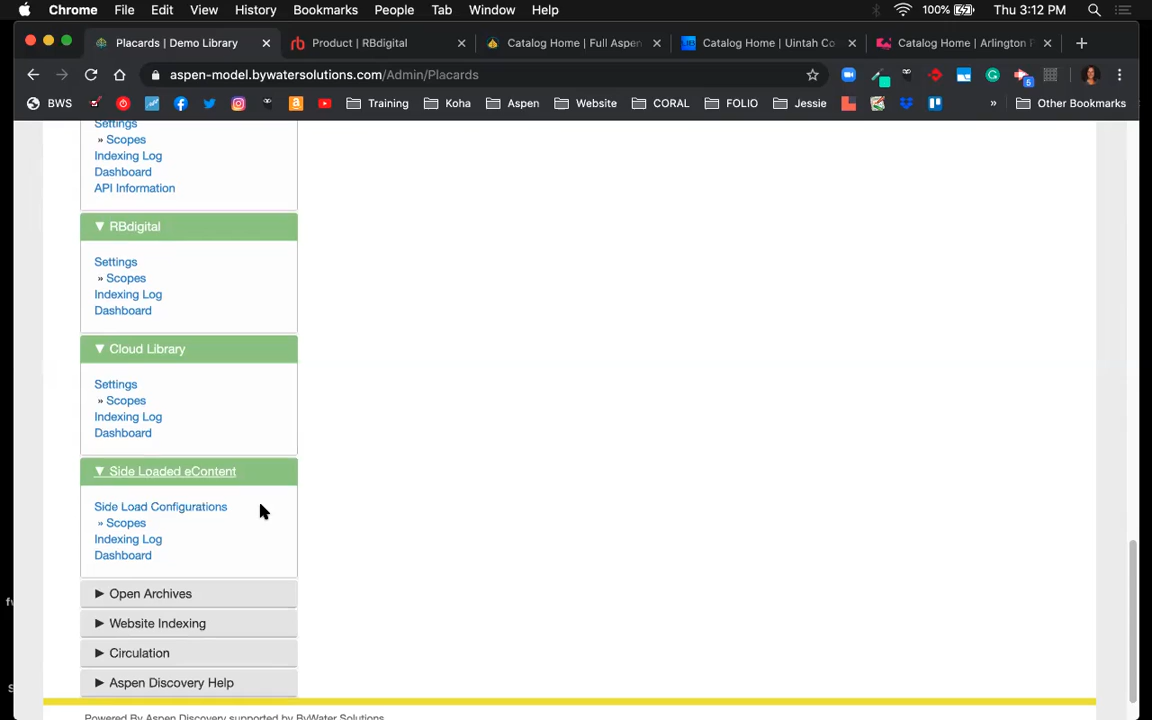 Chrome File Edit View History Bookmarks People Tab Window Help 100% Thu 3:12 PM
Placards | Demo Library Product | RBdigital Catalog Home | Full Aspen Catalog Home | Uintah Co Catalog Home | Arlington P
aspen-model.bywatersolutions.com/Admin/Placards 5
BWS Training Koha Aspen Website CORAL FOLIO Jessie » Other Bookmarks
Settings
» Scopes
Indexing Log
Dashboard
API Information
▼ RBdigital
Settings
» Scopes
Indexing Log
Dashboard
▼ Cloud Library
Settings
» Scopes
Indexing Log
Dashboard
▼ Side Loaded eContent
Side Load Configurations
» Scopes
Indexing Log
Dashboard
► Open Archives
► Website Indexing
► Circulation
► Aspen Discovery Help
Powered By Aspen Discovery supported by ByWater Solutions